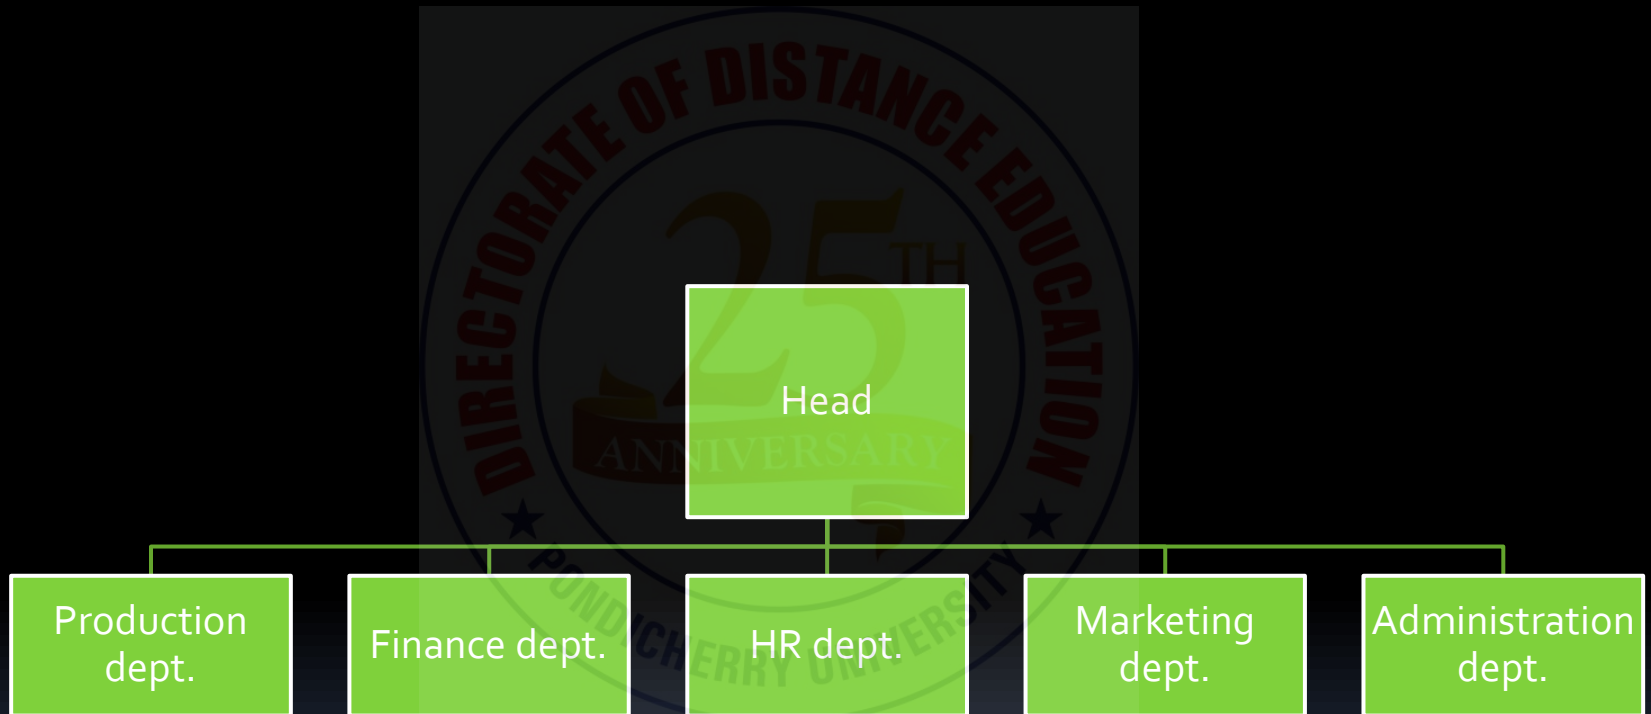 DIRECTORATE OF DISTANCE EDUCATION
25TH
ANNIVERSARY
PONDICHERRY UNIVERSITY
Head
Production
dept.
Finance dept.
HR dept.
Marketing
dept.
Administration
dept.